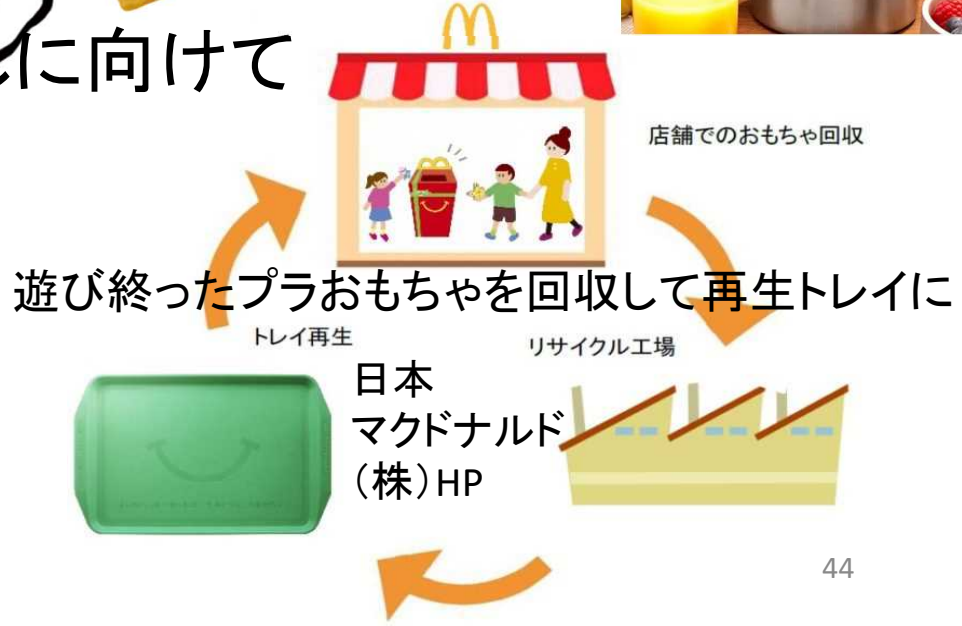 に向けて
店舗でのおもちゃ回収
遊び終ったプラおもちゃを回収して再生トレイに
トレイ再生
リサイクル工場
日本
マクドナルド
（株）HP
44